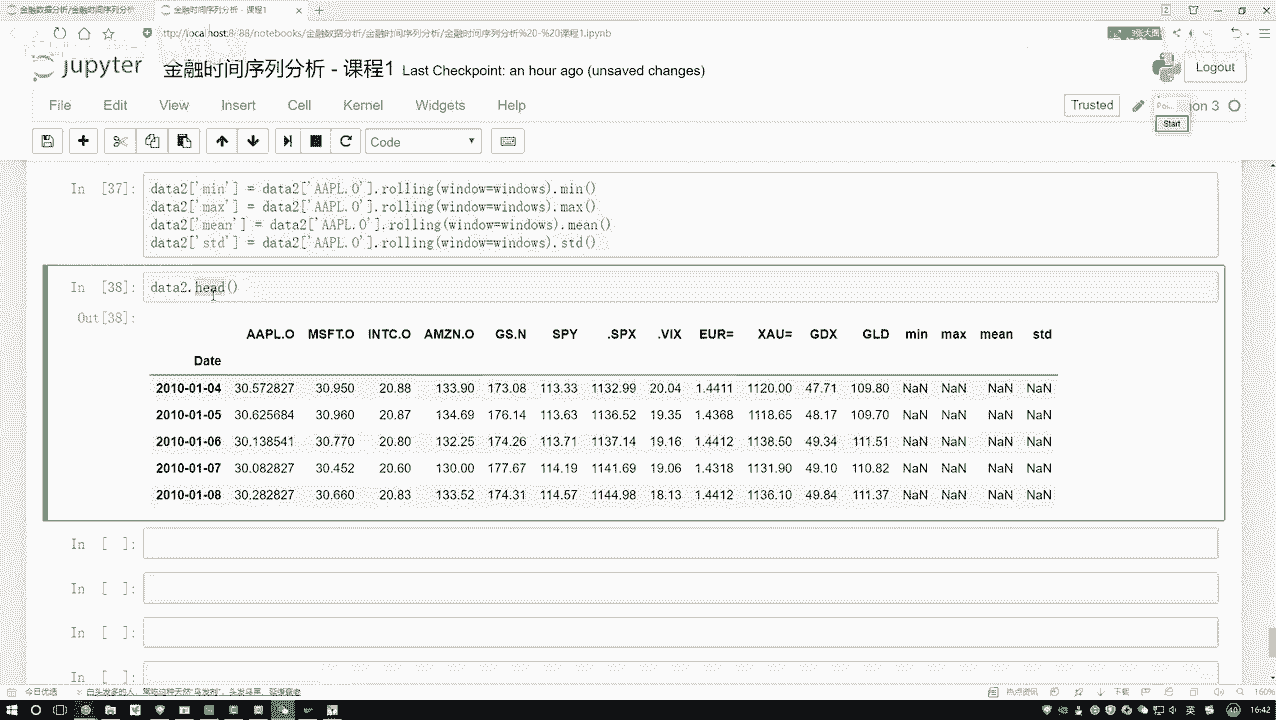 金融数据分析/金融时间序列分析
金融时间序列分析 - 课程1
localhost:8888/notebooks/金融数据分析/金融时间序列分析/金融时间序列分析%20-%20课程1.ipynb
jupyter 金融时间序列分析 - 课程1 Last Checkpoint: an hour ago (unsaved changes)
Logout
File Edit View Insert Cell Kernel Widgets Help
Trusted
Start
Code
In [37]:
data2['min'] = data2['AAPL.O'].rolling(window=windows).min()
data2['max'] = data2['AAPL.O'].rolling(window=windows).max()
data2['mean'] = data2['AAPL.O'].rolling(window=windows).mean()
data2['std'] = data2['AAPL.O'].rolling(window=windows).std()
In [38]: data2.head()
Out[38]:
AAPL.O MSFT.O INTC.O AMZN.O GS.N SPY .SPX .VIX EUR= XAU= GDX GLD min max mean std
Date
2010-01-04 30.572827 30.950 20.88 133.90 173.08 113.33 1132.99 20.04 1.4411 1120.00 47.71 109.80 NaN NaN NaN NaN
2010-01-05 30.625684 30.960 20.87 134.69 176.14 113.63 1136.52 19.35 1.4368 1118.65 48.17 109.70 NaN NaN NaN NaN
2010-01-06 30.138541 30.770 20.80 132.25 174.26 113.71 1137.14 19.16 1.4412 1138.50 49.34 111.51 NaN NaN NaN NaN
2010-01-07 30.082827 30.452 20.60 130.00 177.67 114.19 1141.69 19.06 1.4318 1131.90 49.10 110.82 NaN NaN NaN NaN
2010-01-08 30.282827 30.660 20.83 133.52 174.31 114.57 1144.98 18.13 1.4412 1136.10 49.84 111.37 NaN NaN NaN NaN
In [ ]:
In [ ]:
In [ ]:
In [ ]:
今日优选
热点资讯
下载
160%
英
16:42